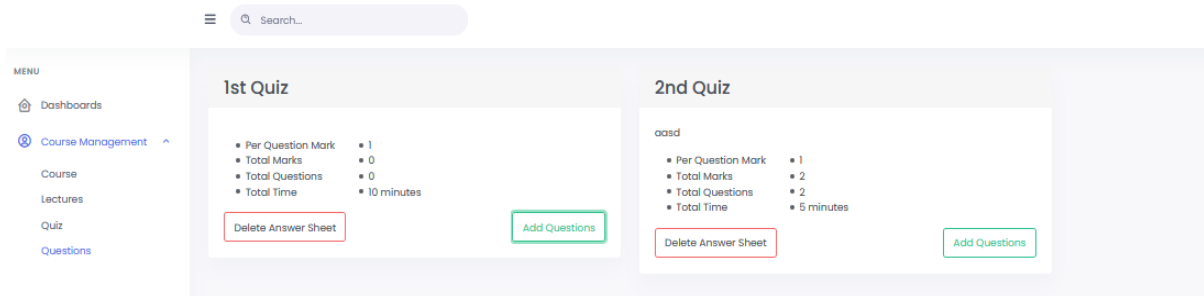 Search...
MENU
Dashboards
Course Management
Course
Lectures
Quiz
Questions
1st Quiz
Per Question Mark 1
Total Marks 0
Total Questions 0
Total Time 10 minutes
Delete Answer Sheet Add Questions
2nd Quiz
aasd
Per Question Mark 1
Total Marks 2
Total Questions 2
Total Time 5 minutes
Delete Answer Sheet Add Questions